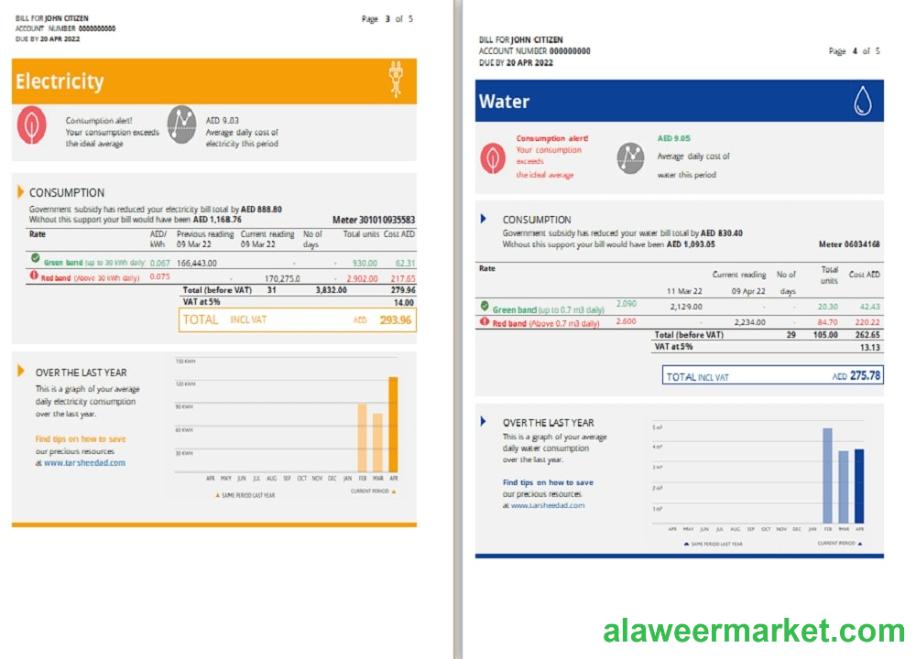 BILL FOR JOHN CITIZEN
ACCOUNT NUMBER 0000000000
DUE BY 20 APR 2022
Page 3 of 5
Electricity
Consumption alert!
Your consumption exceeds
the ideal average
AED 9.03
Average daily cost of
electricity this period
CONSUMPTION
Government subsidy has reduced your electricity bill total by AED 888.80
Without this support your bill would have been AED 1,168.76
Meter 301010935583
Rate AED/ kWh Previous reading 09 Mar 22 Current reading 09 Mar 22 No of days Total units Cost AED
Green band (up to 30 kWh daily) 0.067 166,443.00 - - 930.00 62.31
Red band (Above 30 kWh daily) 0.075 - 170,275.0 - 2.902.00 217.65
Total (before VAT) 31 3,832.00 279.96
VAT at 5% 14.00
TOTAL INCL VAT AED 293.96
OVER THE LAST YEAR
This is a graph of your average
daily electricity consumption
over the last year.
Find tips on how to save
our precious resources
at www.tarsheedad.com
150 KWH
120 KWH
90 KWH
60 KWH
30 KWH
APR MAY JUN JUL AUG SEP OCT NOV DEC JAN FEB MAR APR
SAME PERIOD LAST YEAR
CURRENT PERIOD
BILL FOR JOHN CITIZEN
ACCOUNT NUMBER 000000000
DUE BY 20 APR 2022
Page 4 of 5
Water
Consumption alert!
Your consumption
exceeds
the ideal average
AED 9.05
Average daily cost of
water this period
CONSUMPTION
Government subsidy has reduced your water bill total by AED 830.40
Without this support your bill would have been AED 1,093.05
Meter 06034168
Rate 11 Mar 22 Current reading 09 Apr 22 No of days Total units Cost AED
Green band (up to 0.7 m3 daily) 2.090 2,129.00 - - 20.30 42.43
Red band (Above 0.7 m3 daily) 2.600 - 2,234.00 - 84.70 220.22
Total (before VAT) 29 105.00 262.65
VAT at 5% 13.13
TOTAL INCL VAT AED 275.78
OVER THE LAST YEAR
This is a graph of your average
daily water consumption
over the last year.
Find tips on how to save
our precious resources
at www.tarsheedad.com
5 m³
4 m³
3 m³
2 m³
1 m³
APR MAY JUN JUL AUG SEP OCT NOV DEC JAN FEB MAR APR
SAME PERIOD LAST YEAR
CURRENT PERIOD
alaweermarket.com